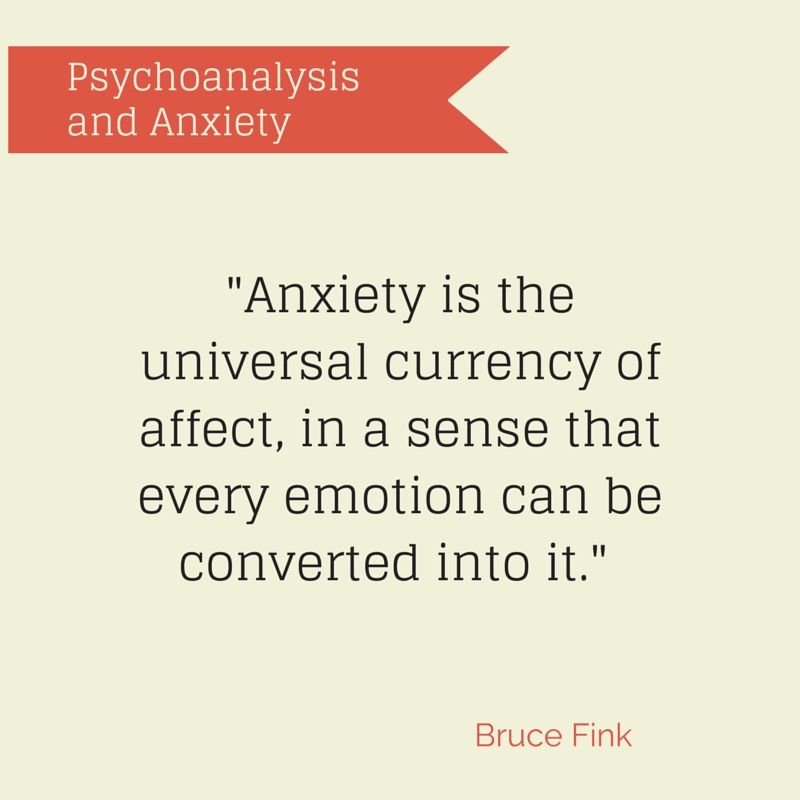 Psychoanalysis
and Anxiety
"Anxiety is the
universal currency of
affect, in a sense that
every emotion can be
converted into it."
Bruce Fink